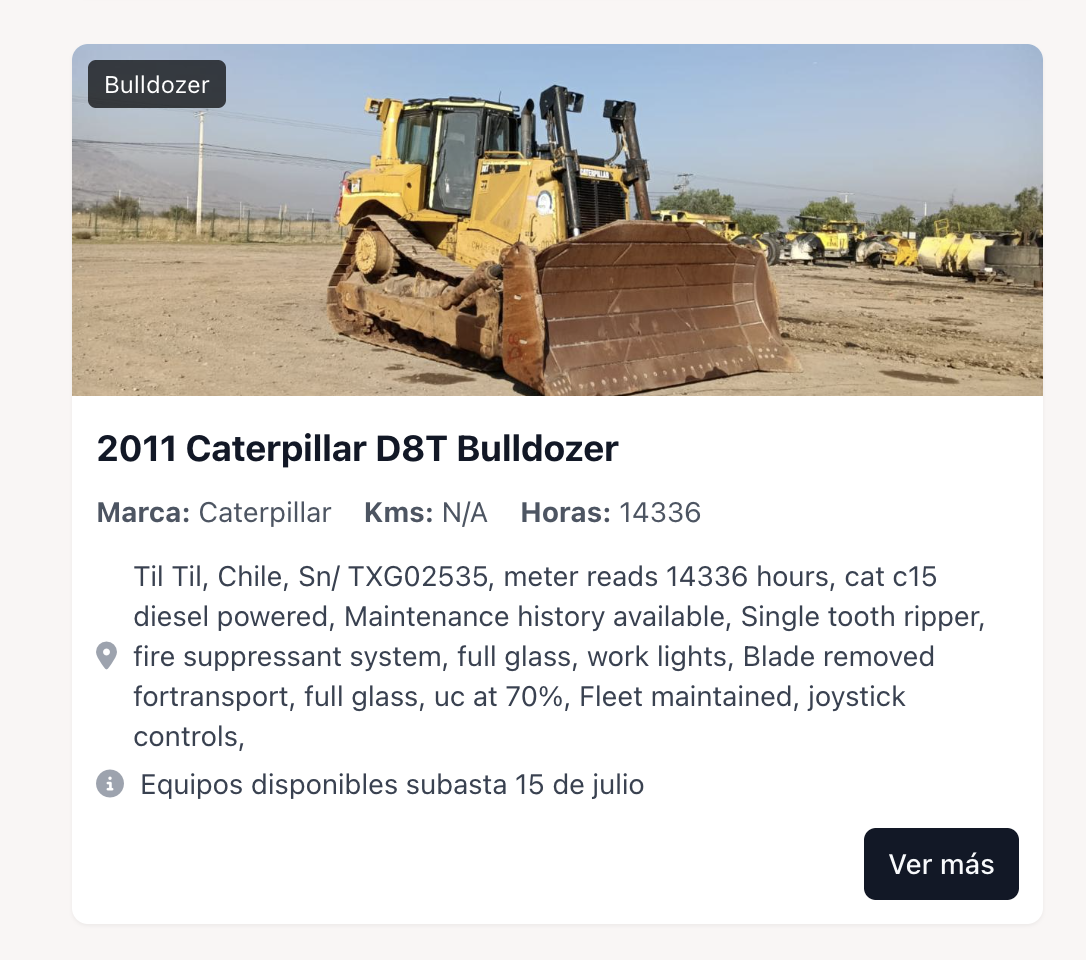 Bulldozer
CATERPILLAR
2011 Caterpillar D8T Bulldozer
Marca: Caterpillar Kms: N/A Horas: 14336
Til Til, Chile, Sn/ TXG02535, meter reads 14336 hours, cat c15
diesel powered, Maintenance history available, Single tooth ripper,
fire suppressant system, full glass, work lights, Blade removed
fortransport, full glass, uc at 70%, Fleet maintained, joystick
controls,
Equipos disponibles subasta 15 de julio
Ver más